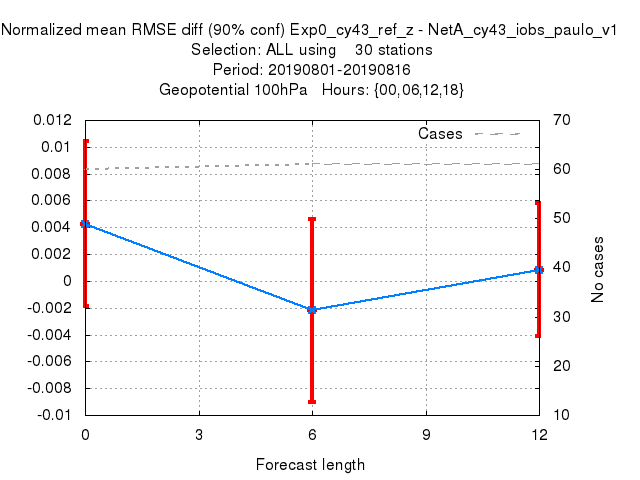 Normalized mean RMSE diff (90% conf) Exp0_cy43_ref_z - NetA_cy43_iobs_paulo_v1
Selection: ALL using    30 stations
Period: 20190801-20190816
Geopotential 100hPa   Hours: {00,06,12,18}
0.012
0.01
0.008
0.006
0.004
0.002
0
-0.002
-0.004
-0.006
-0.008
-0.01
Cases
70
60
50
40
30
20
10
No cases
0 3 6 9 12
Forecast length